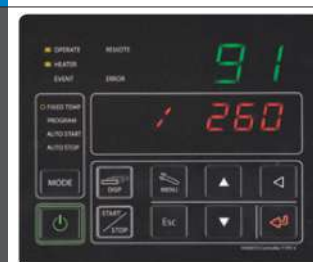 OPERATE REMOTE
HEATER
EVENT ERROR
91
260
FIXED TEMP
PROGRAM
AUTO START
AUTO STOP
MODE
DISP
MENU
START/STOP
Esc